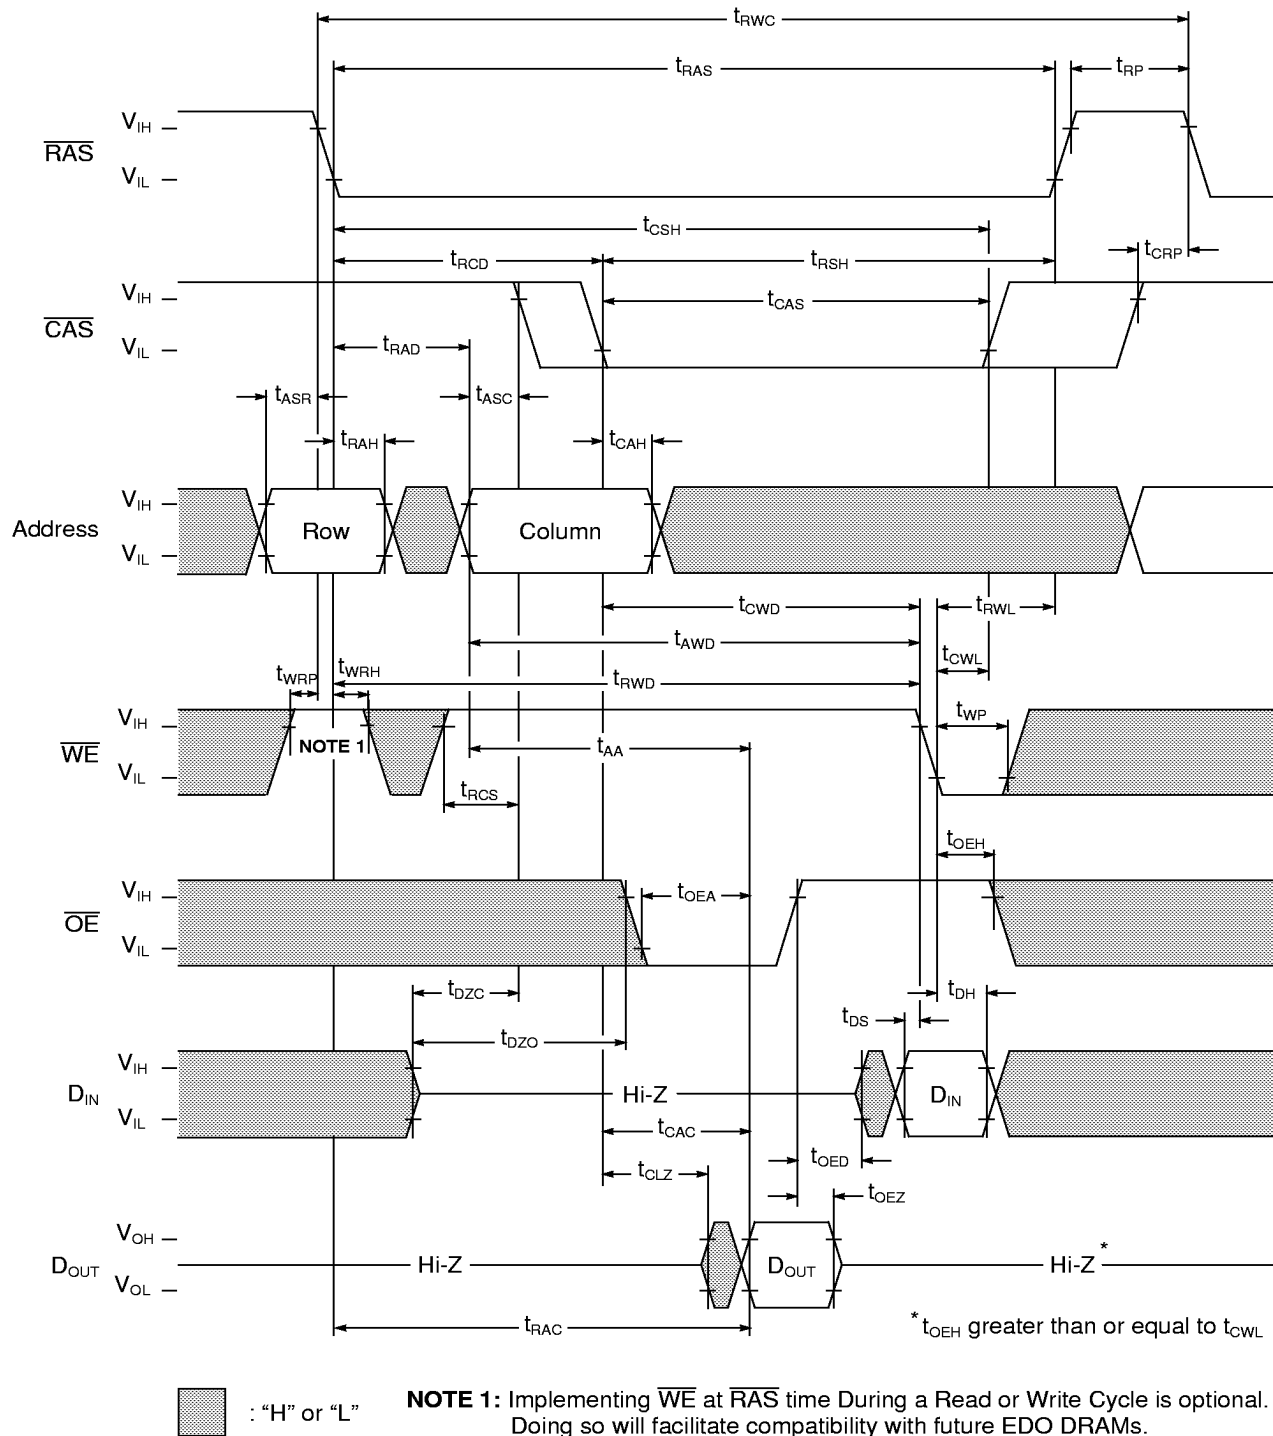 tRWC
tRAS
tRP
VIH
RAS
VIL
tCSH
tRCD
tRSH
tCRP
VIH
tCAS
CAS
VIL
tRAD
tASR
tASC
tRAH
tCAH
VIH
Address
Row
Column
VIL
tCWD
tRWL
tAWD
tCWL
tWRP
tWRH
tRWD
VIH
tWP
NOTE 1
tAA
WE
VIL
tRCS
tOEH
VIH
tOEA
OE
VIL
tDZC
tDH
tDS
tDZO
VIH
DIN
Hi-Z
DIN
VIL
tCAC
tOED
tCLZ
tOEZ
VOH
DOUT
Hi-Z
DOUT
Hi-Z*
VOL
tRAC
* tOEH greater than or equal to tCWL
: “H” or “L”
NOTE 1: Implementing WE at RAS time During a Read or Write Cycle is optional.
Doing so will facilitate compatibility with future EDO DRAMs.